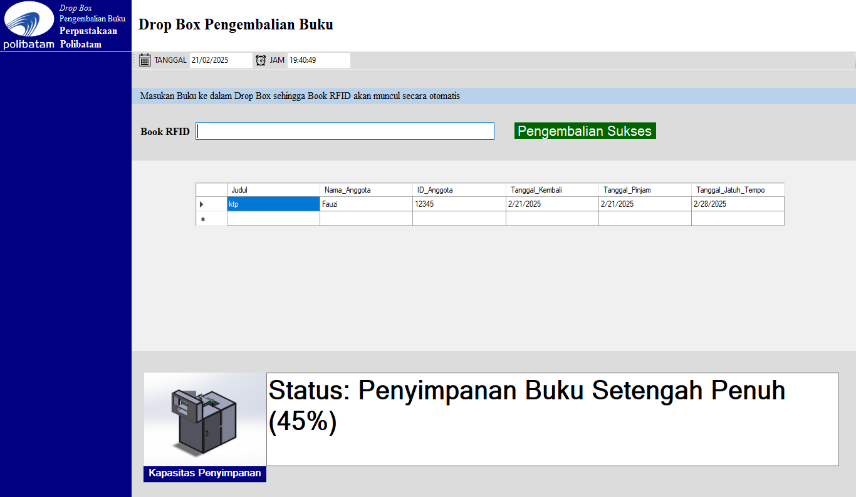 Drop Box
Pengembalian Buku
Perpustakaan
polibatam Polibatam
Drop Box Pengembalian Buku
TANGGAL 21/02/2025 JAM 19:40:49
Masukan Buku ke dalam Drop Box sehingga Book RFID akan muncul secara otomatis
Book RFID Pengembalian Sukses
Judul Nama_Anggota ID_Anggota Tanggal_Kembali Tanggal_Pinjam Tanggal_Jatuh_Tempo
ktp Fauzi 12345 2/21/2025 2/21/2025 2/28/2025
Status: Penyimpanan Buku Setengah Penuh
(45%)
Kapasitas Penyimpanan